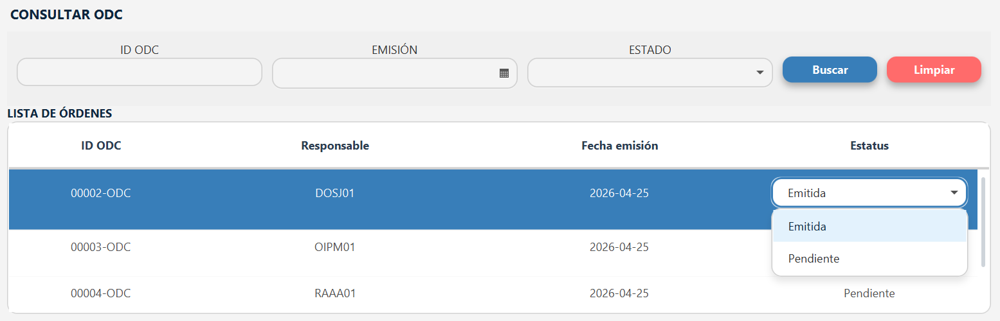 CONSULTAR ODC
ID ODC EMISIÓN ESTADO
Buscar Limpiar
LISTA DE ÓRDENES
ID ODC Responsable Fecha emisión Estatus
00002-ODC DOSJ01 2026-04-25 Emitida
Emitida
00003-ODC OIPM01 2026-04-25
Pendiente
00004-ODC RAAA01 2026-04-25 Pendiente